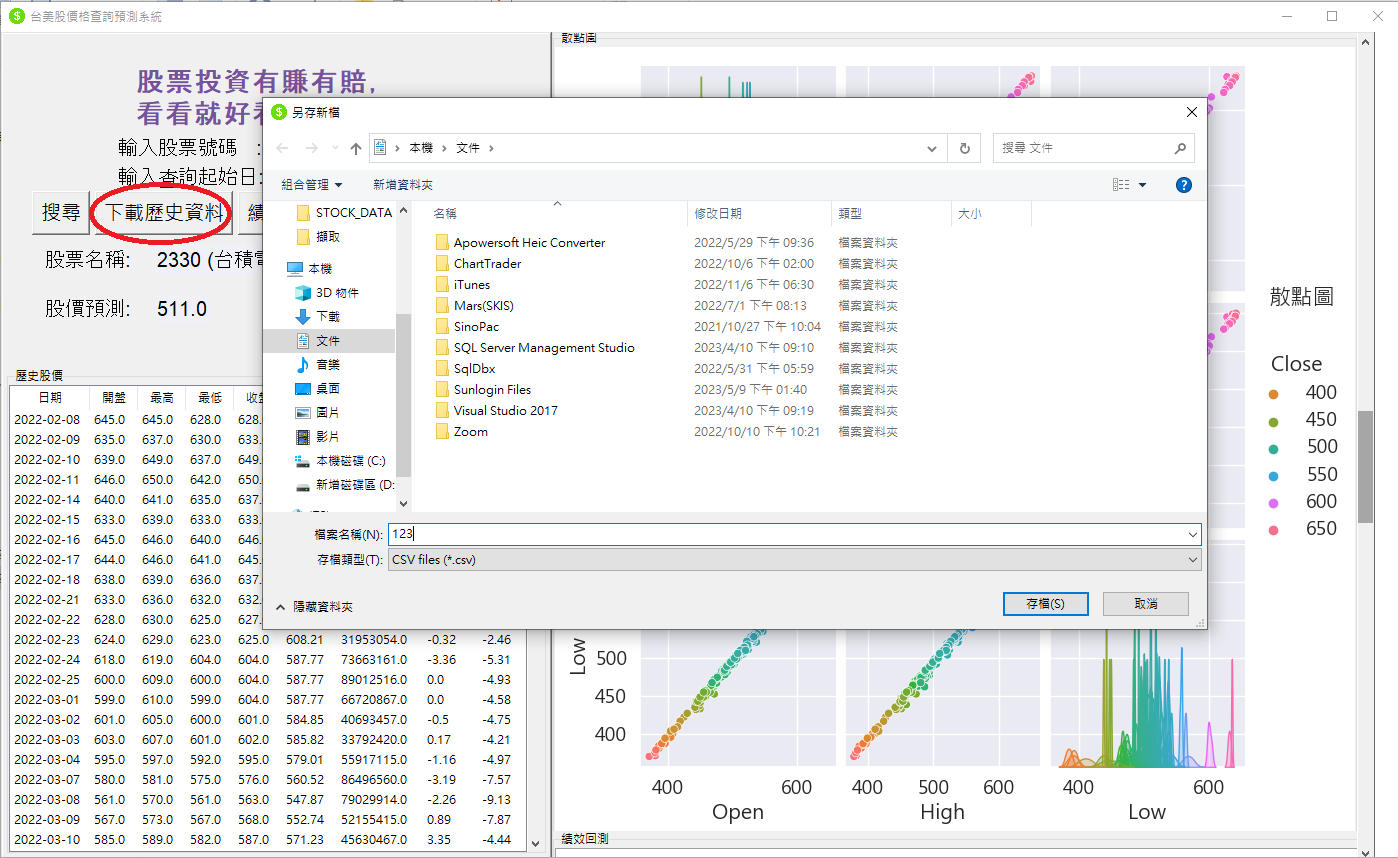 台美股價格查詢預測系統
股票投資有賺有賠,
看看就好
輸入股票號碼 :
輸入查詢起始日:
搜尋 下載歷史資料
股票名稱: 2330 (台積電
股價預測: 511.0
歷史股價
日期 開盤 最高 最低
2022-02-08 645.0 645.0 628.0 628.
2022-02-09 635.0 637.0 630.0 633.
2022-02-10 639.0 649.0 637.0 649.
2022-02-11 646.0 650.0 642.0 650.
2022-02-14 640.0 641.0 635.0 637.
2022-02-15 633.0 639.0 633.0 633.
2022-02-16 645.0 646.0 640.0 646.
2022-02-17 644.0 646.0 641.0 645.
2022-02-18 638.0 639.0 636.0 637.
2022-02-21 633.0 636.0 632.0 632.
2022-02-22 628.0 630.0 625.0 627.
2022-02-23 624.0 629.0 623.0 625.0 608.21 31953054.0 -0.32 -2.46
2022-02-24 618.0 619.0 604.0 604.0 587.77 73663161.0 -3.36 -5.31
2022-02-25 600.0 609.0 600.0 604.0 587.77 89012516.0 0.0 -4.93
2022-03-01 599.0 610.0 599.0 604.0 587.77 66720867.0 0.0 -4.58
2022-03-02 601.0 605.0 600.0 601.0 584.85 40693457.0 -0.5 -4.75
2022-03-03 603.0 607.0 601.0 602.0 585.82 33792420.0 0.17 -4.21
2022-03-04 595.0 597.0 592.0 595.0 579.01 55917115.0 -1.16 -4.97
2022-03-07 580.0 581.0 575.0 576.0 560.52 86496560.0 -3.19 -7.57
2022-03-08 561.0 570.0 561.0 563.0 547.87 79029914.0 -2.26 -9.13
2022-03-09 567.0 573.0 567.0 568.0 552.74 52155415.0 0.89 -7.87
2022-03-10 585.0 589.0 582.0 587.0 571.23 45630467.0 3.35 -4.44
另存新檔
本機 › 文件 ›
搜尋 文件
組合管理 新增資料夾
STOCK_DATA
擷取
本機
3D 物件
下載
文件
音樂
桌面
圖片
影片
本機磁碟 (C:)
新增磁碟區 (D:
名稱 修改日期 類型 大小
Apowersoft Heic Converter 2022/5/29 下午 09:36 檔案資料夾
ChartTrader 2022/10/6 下午 02:00 檔案資料夾
iTunes 2022/11/6 下午 06:30 檔案資料夾
Mars(SKIS) 2022/7/1 下午 08:13 檔案資料夾
SinoPac 2021/10/27 下午 10:04 檔案資料夾
SQL Server Management Studio 2023/4/10 下午 09:10 檔案資料夾
SqlDbx 2022/5/31 下午 05:59 檔案資料夾
Sunlogin Files 2023/5/9 下午 01:40 檔案資料夾
Visual Studio 2017 2023/4/10 下午 09:19 檔案資料夾
Zoom 2022/10/10 下午 10:21 檔案資料夾
檔案名稱(N): 123
存檔類型(T): CSV files (*.csv)
隱藏資料夾
存檔(S) 取消
散點圖
散點圖
Close
400
450
500
550
600
650
Low
500
450
400
400 600 400 500 600 400 600
Open High Low
績效回測